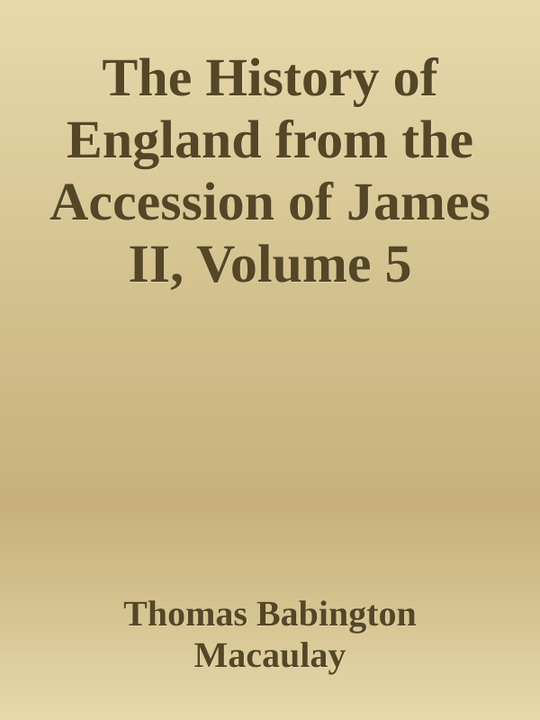 The History of
England from the
Accession of James
II, Volume 5
Thomas Babington
Macaulay